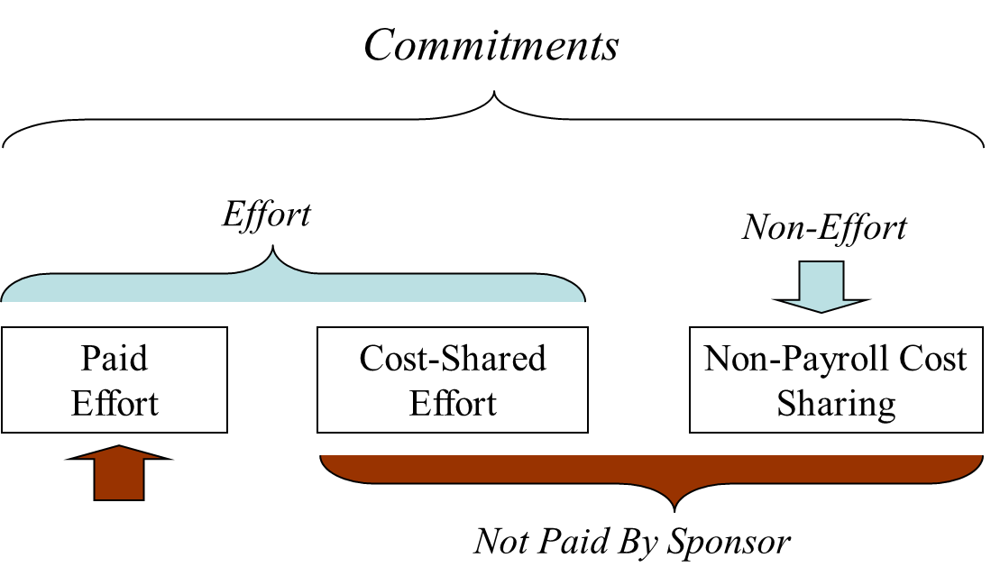 Commitments
Effort
Non-Effort
Paid
Effort
Cost-Shared
Effort
Non-Payroll Cost
Sharing
Not Paid By Sponsor